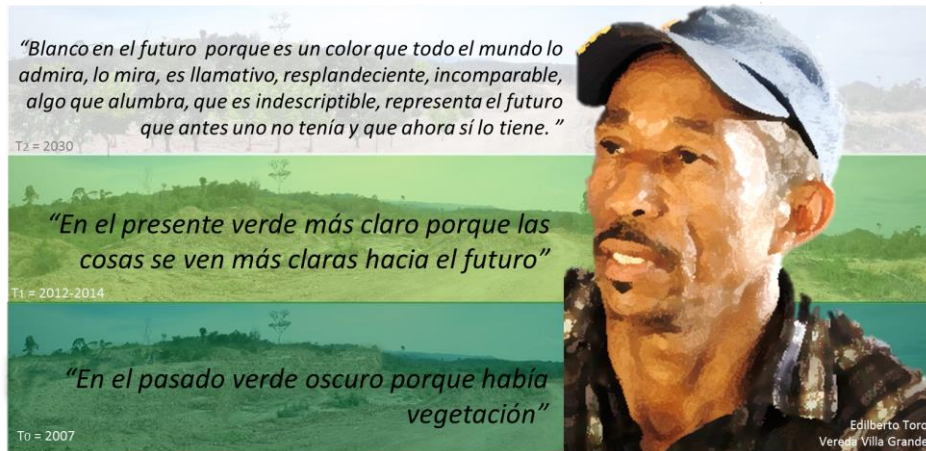 “Blanco en el futuro porque es un color que todo el mundo lo
admira, lo mira, es llamativo, resplandeciente, incomparable,
algo que alumbra, que es indescriptible, representa el futuro
que antes uno no tenía y que ahora sí lo tiene. ”
T2 = 2030
“En el presente verde más claro porque las
cosas se ven más claras hacia el futuro”
T1 = 2012-2014
“En el pasado verde oscuro porque había
vegetación”
T0 = 2007
Edilberto Toro
Vereda Villa Grande